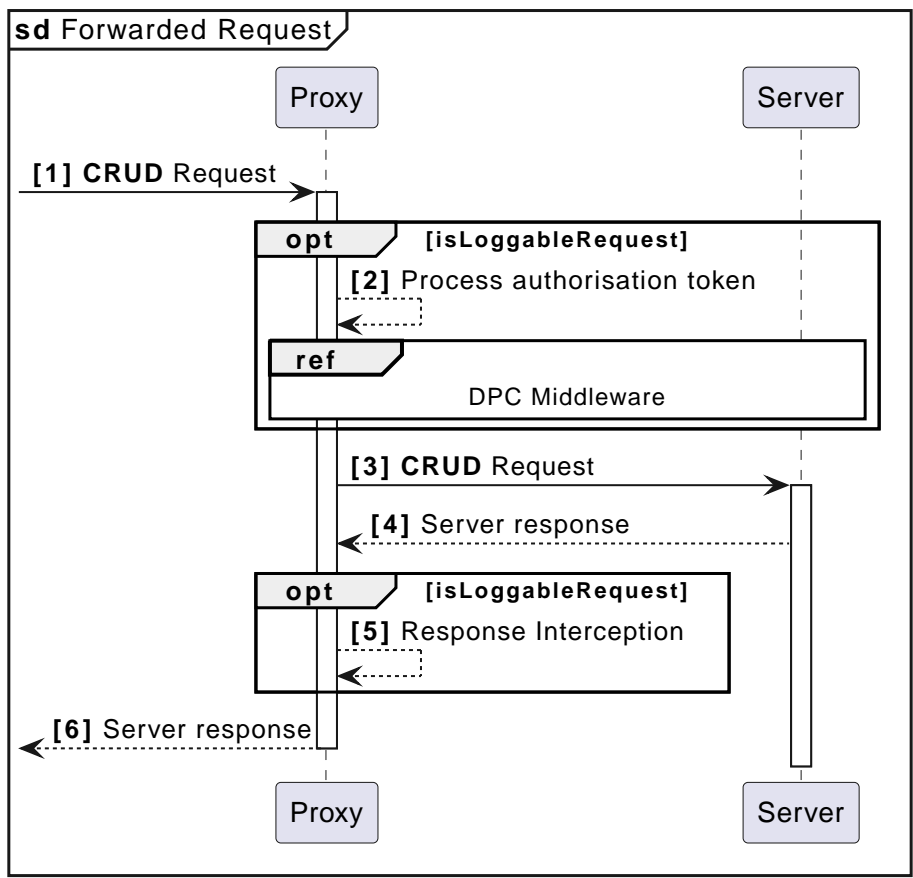 sd Forwarded Request
Proxy
Server
[1] CRUD Request
opt
[isLoggableRequest]
[2] Process authorisation token
ref
DPC Middleware
[3] CRUD Request
[4] Server response
opt
[isLoggableRequest]
[5] Response Interception
[6] Server response
Proxy
Server